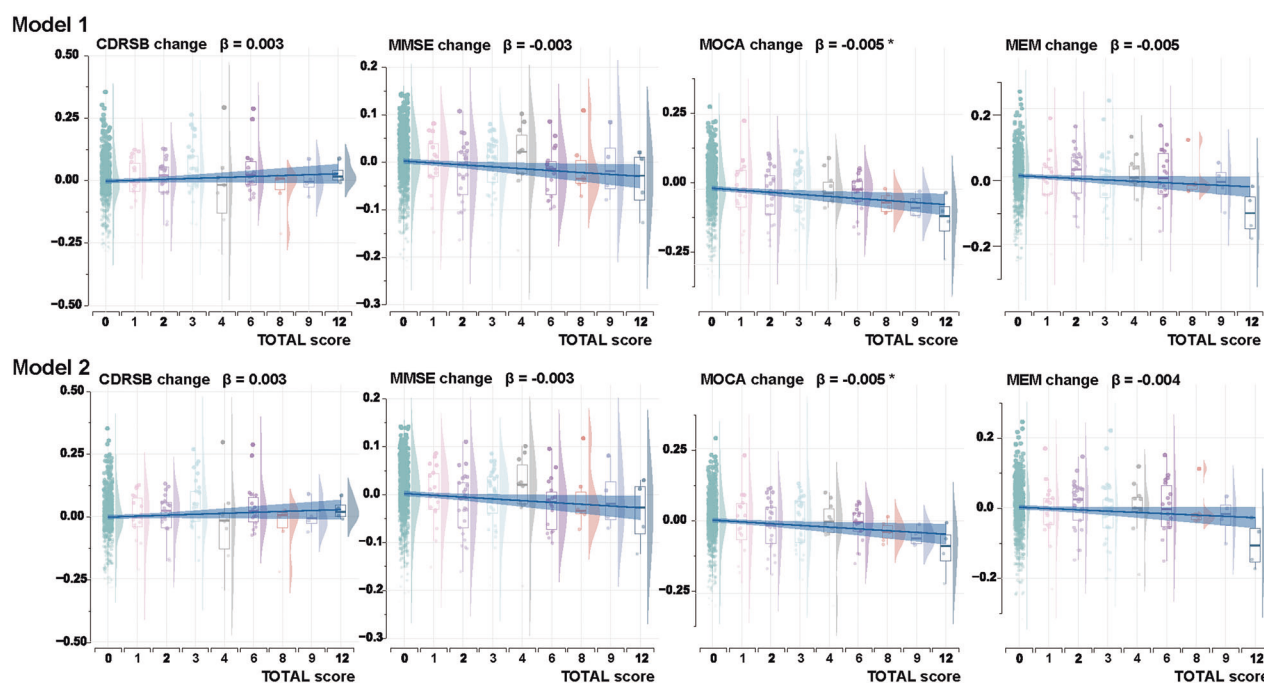 Model 1
CDRSB change β = 0.003
MMSE change β = -0.003
MOCA change β = -0.005 *
MEM change β = -0.005
0.50
0.25
0.00
-0.25
-0.50
0.2
0.1
0.0
-0.1
-0.2
-0.3
0.25
0.00
-0.25
0.2
0.0
-0.2
0 1 2 3 4 6 8 9 12
0 1 2 3 4 6 8 9 12
0 1 2 3 4 6 8 9 12
0 1 2 3 4 6 8 9 12
TOTAL score
TOTAL score
TOTAL score
TOTAL score
Model 2
CDRSB change β = 0.003
MMSE change β = -0.003
MOCA change β = -0.005 *
MEM change β = -0.004
0.50
0.25
0.00
-0.25
-0.50
0.2
0.1
0.0
-0.1
-0.2
-0.3
0.25
0.00
-0.25
0.2
0.0
-0.2
0 1 2 3 4 6 8 9 12
0 1 2 3 4 6 8 9 12
0 1 2 3 4 6 8 9 12
0 1 2 3 4 6 8 9 12
TOTAL score
TOTAL score
TOTAL score
TOTAL score